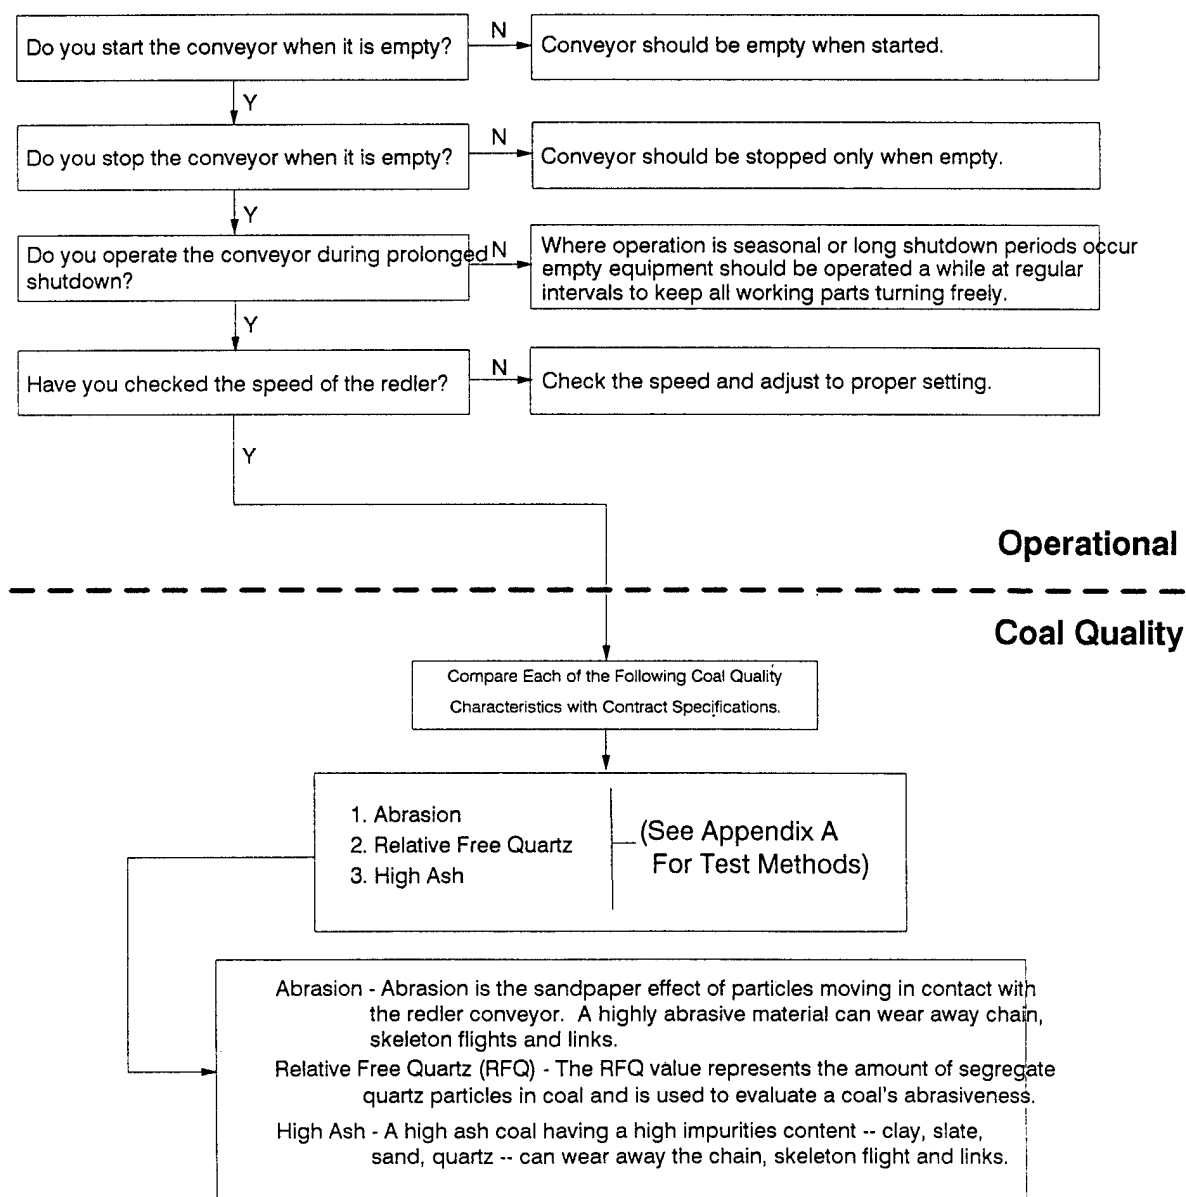 Do you start the conveyor when it is empty?
N
Conveyor should be empty when started.
Y
Do you stop the conveyor when it is empty?
N
Conveyor should be stopped only when empty.
Y
Do you operate the conveyor during prolonged
shutdown?
N
Where operation is seasonal or long shutdown periods occur
empty equipment should be operated a while at regular
intervals to keep all working parts turning freely.
Y
Have you checked the speed of the redler?
N
Check the speed and adjust to proper setting.
Y
Operational
Coal Quality
Compare Each of the Following Coal Quality
Characteristics with Contract Specifications.
1. Abrasion
2. Relative Free Quartz
3. High Ash
(See Appendix A
For Test Methods)
Abrasion - Abrasion is the sandpaper effect of particles moving in contact with
the redler conveyor. A highly abrasive material can wear away chain,
skeleton flights and links.
Relative Free Quartz (RFQ) - The RFQ value represents the amount of segregate
quartz particles in coal and is used to evaluate a coal's abrasiveness.
High Ash - A high ash coal having a high impurities content -- clay, slate,
sand, quartz -- can wear away the chain, skeleton flight and links.